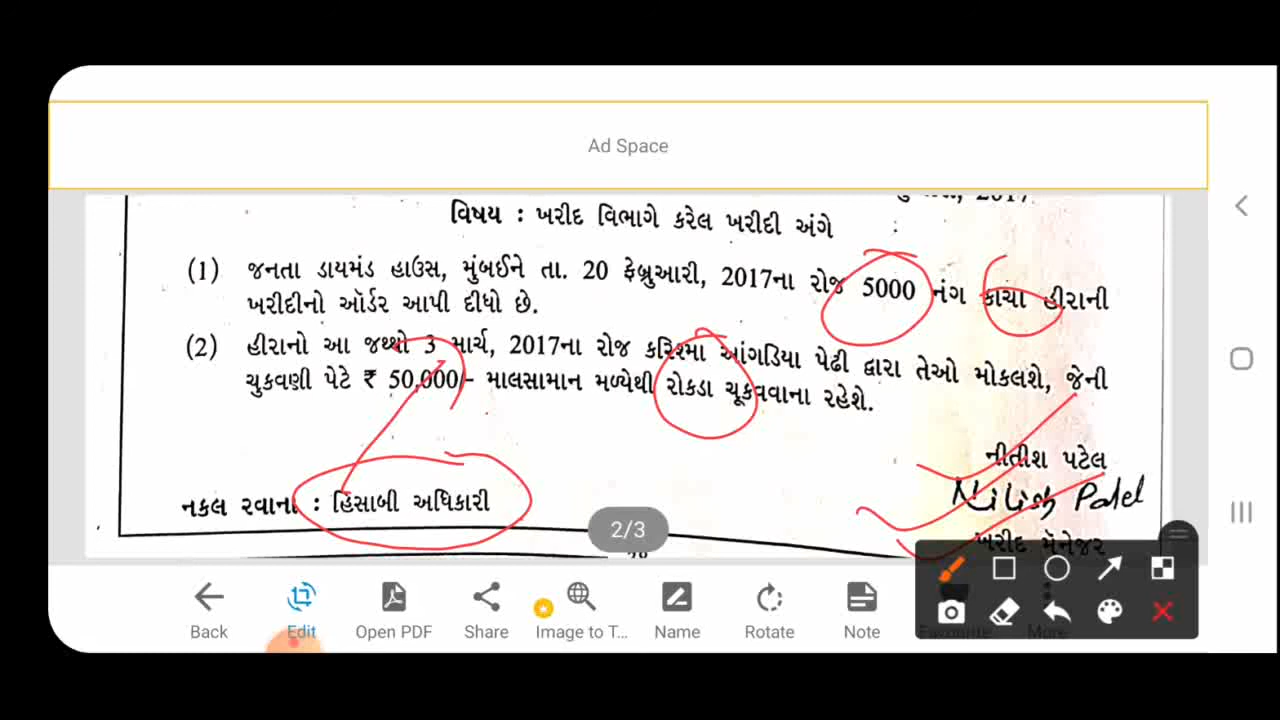 Ad Space
2017
વિષય : ખરીદ વિભાગે કરેલ ખરીદી અંગે
(1) જનતા ડાયમંડ હાઉસ, મુંબઈને તા. 20 ફેબ્રુઆરી, 2017ના રોજ 5000 નંગ કાચા હીરાની
ખરીદીનો ઑર્ડર આપી દીધો છે.
(2) હીરાનો આ જથ્થો 3 માર્ચ, 2017ના રોજ કરિશ્મા આંગડિયા પેઢી દ્વારા તેઓ મોકલશે, જેની
ચુકવણી પેટે ₹ 50,000/- માલસામાન મળ્યેથી રોકડા ચૂકવવાના રહેશે.
નીતીશ પટેલ
Nitish Patel
નકલ રવાના : હિસાબી અધિકારી
ખરીદ મૅનેજર
2/3
Back Edit Open PDF Share Image to T... Name Rotate Note More